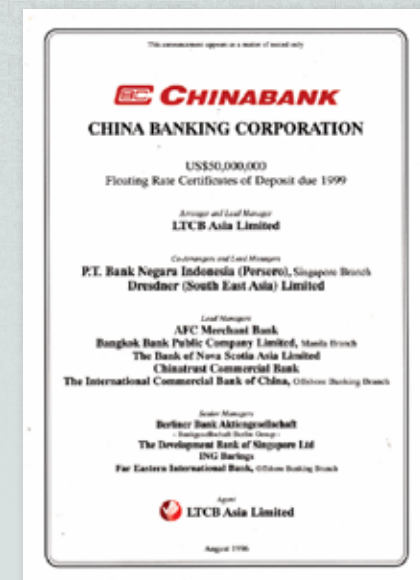 This announcement appears as a matter of record only
CHINABANK
CHINA BANKING CORPORATION
US$50,000,000
Floating Rate Certificates of Deposit due 1999
Arranger and Lead Manager
LTCB Asia Limited
Co-Arrangers and Lead Managers
P.T. Bank Negara Indonesia (Persero), Singapore Branch
Dresdner (South East Asia) Limited
Lead Managers
AFC Merchant Bank
Bangkok Bank Public Company Limited, Manila Branch
The Bank of Nova Scotia Asia Limited
Chinatrust Commercial Bank
The International Commercial Bank of China, Offshore Banking Branch
Senior Managers
Berliner Bank Aktiengesellschaft
- Bankgesellschaft Berlin Group -
The Development Bank of Singapore Ltd
ING Barings
Far Eastern International Bank, Offshore Banking Branch
Agent
LTCB Asia Limited
August 1996